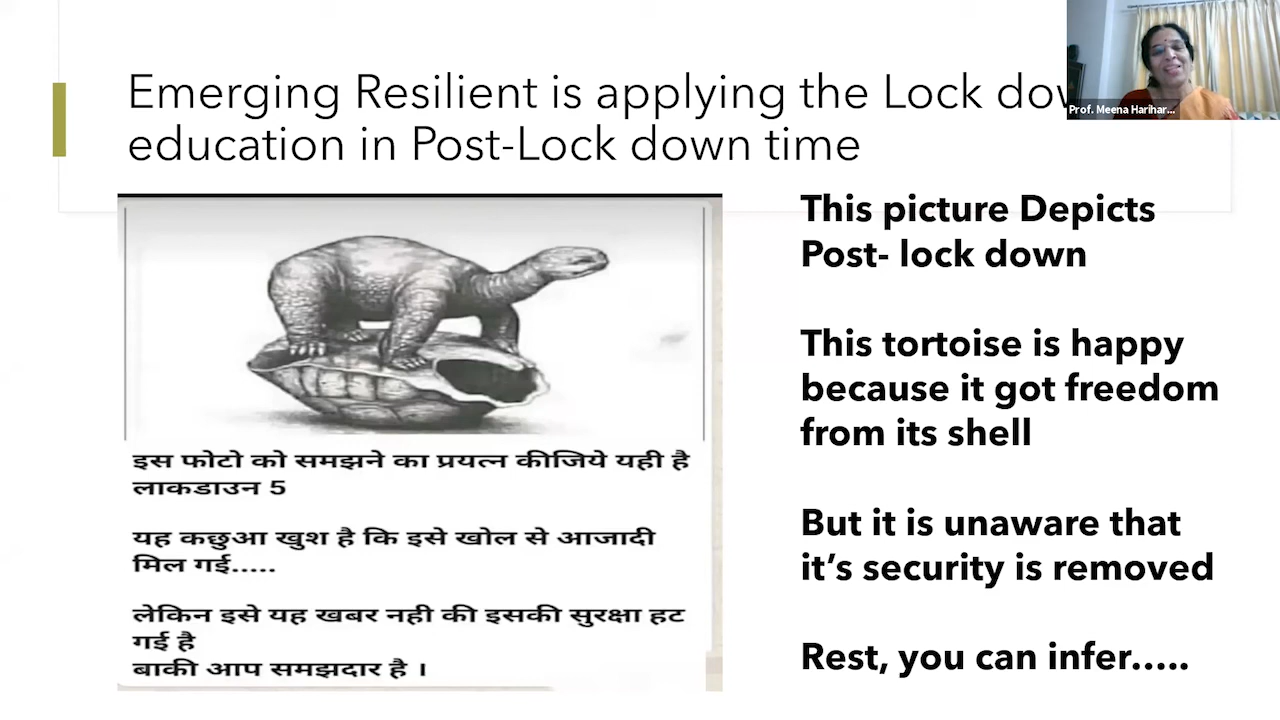 Emerging Resilient is applying the Lock
education in Post-Lock down time
Prof. Meena Harihar...
This picture Depicts
Post- lock down
This tortoise is happy
because it got freedom
from its shell
But it is unaware that
it’s security is removed
Rest, you can infer…..
इस फोटो को समझने का प्रयत्न कीजिये यही है
लाकडाउन 5
यह कछुआ खुश है कि इसे खोल से आजादी
मिल गई.....
लेकिन इसे यह खबर नही की इसकी सुरक्षा हट
गई है
बाकी आप समझदार है ।